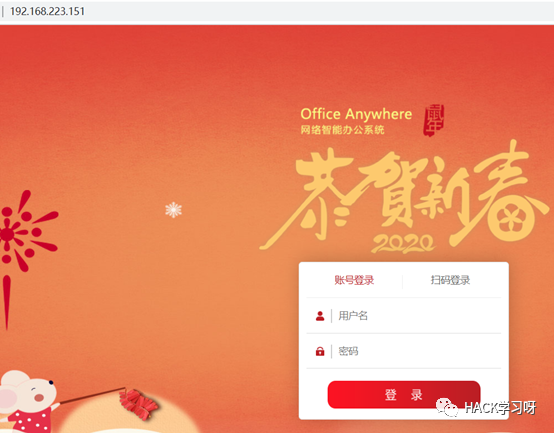 192.168.223.151
Office Anywhere
鼠年
网络智能办公系统
恭賀新春
2020
账号登录
扫码登录
用户名
密码
登 录
HACK学习呀